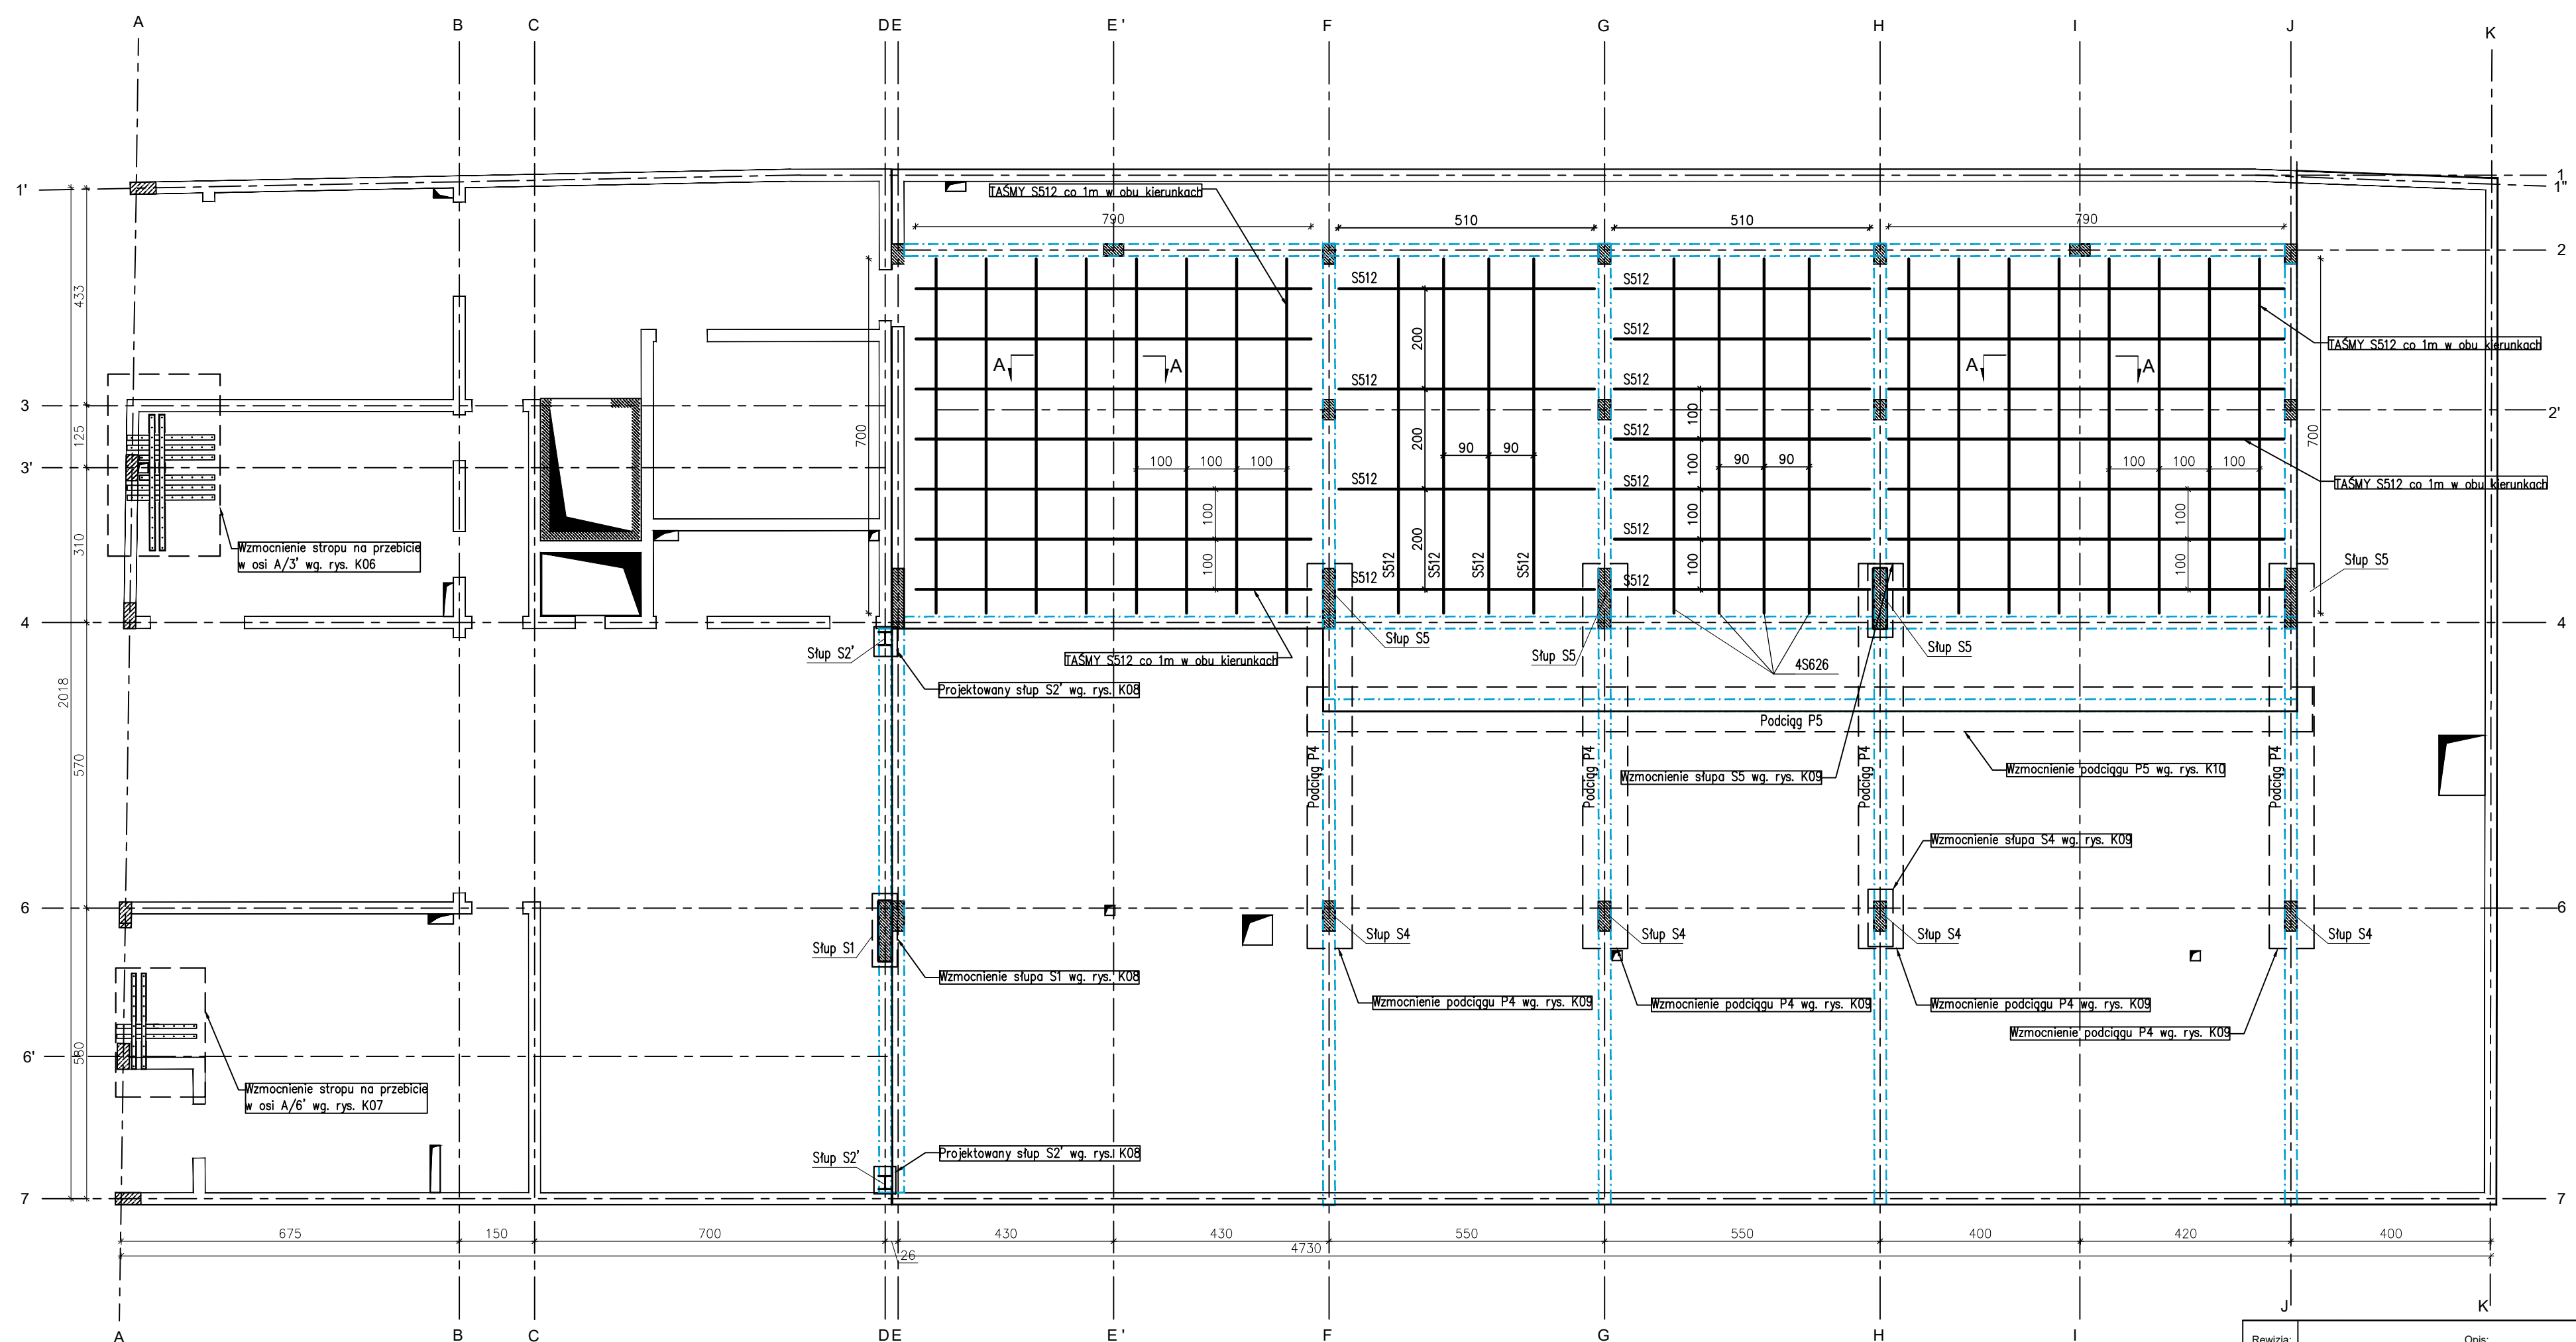 A
B
C
D E
E '
F
G
H
I
J
K
1'
1
1"
TAŚMY S512 co 1m w obu kierunkach
790
510
510
790
2
2
S512
S512
433
200
S512
TAŚMY S512 co 1m w obu kierunkach
A
A
A
A
S512
S512
3
2'
100
125
700
200
S512
700
90
90
90
90
100
100
100
100
100
100
3'
S512
S512
TAŚMY S512 co 1m w obu kierunkach
100
100
100
310
200
S512
Wzmocnienie stropu na przebicie
w osi A/3' wg. rys. K06
100
100
100
S512
S512
S512
S512
S512
S512
Słup S5
4
4
Słup S2'
TAŚMY S512 co 1m w obu kierunkach
Słup S5
Słup S5
4S626
Słup S5
2018
Projektowany słup S2' wg. rys. K08
Podciąg P5
570
Podciąg P4
Podciąg P4
Wzmocnienie słupa S5 wg. rys. K09
Podciąg P4
Wzmocnienie podciągu P5 wg. rys. K10
Podciąg P4
Wzmocnienie słupa S4 wg. rys. K09
6
6
Słup S1
Słup S4
Słup S4
Słup S4
Słup S4
Wzmocnienie słupa S1 wg. rys. K08
Wzmocnienie podciągu P4 wg. rys. K09
Wzmocnienie podciągu P4 wg. rys. K09
Wzmocnienie podciągu P4 wg. rys. K09
Wzmocnienie podciągu P4 wg. rys. K09
6'
580
Wzmocnienie stropu na przebicie
w osi A/6' wg. rys. K07
Słup S2'
Projektowany słup S2' wg. rys. K08
7
7
675
150
700
430
430
550
550
400
420
400
26
4730
A
B
C
D E
E '
F
G
H
I
J
K
Rewizja:
Opis: